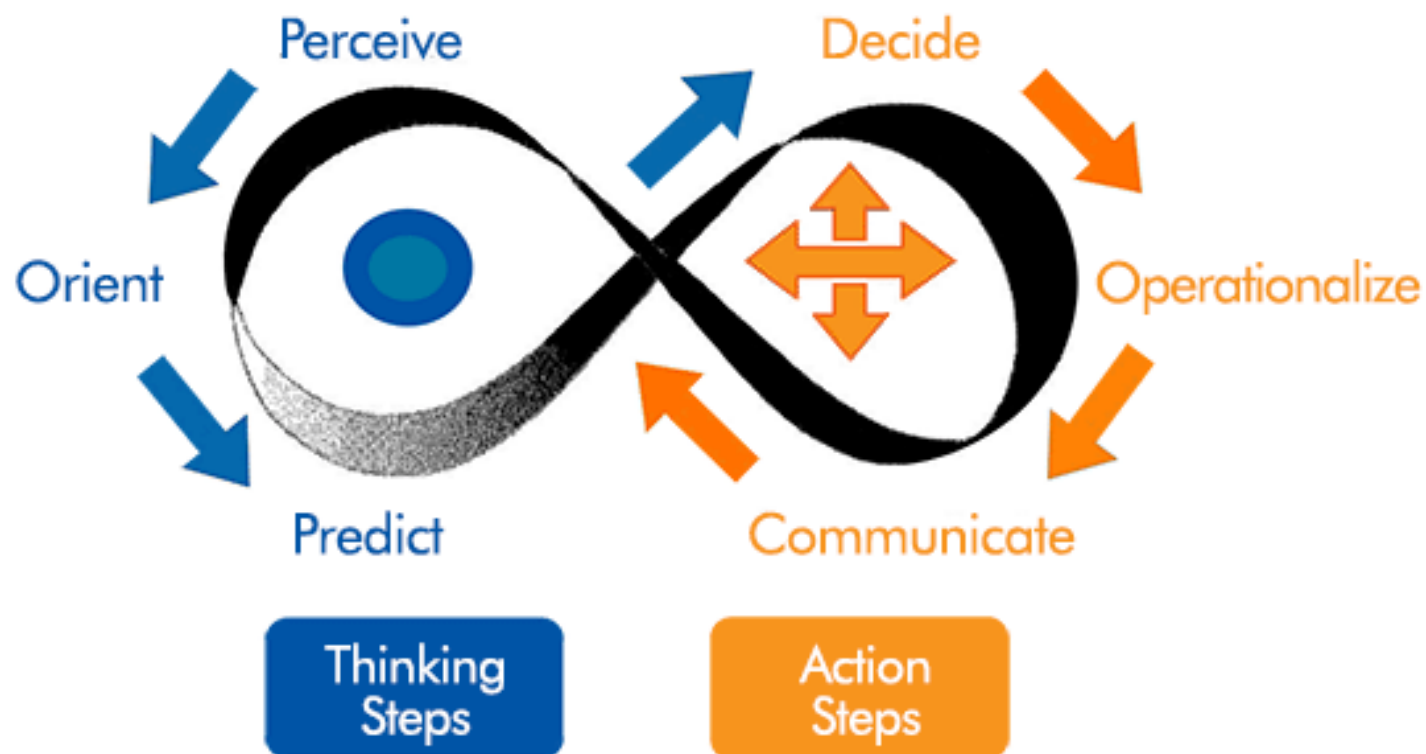 Perceive
Decide
Orient
Operationalize
Predict
Communicate
Thinking
Steps
Action
Steps